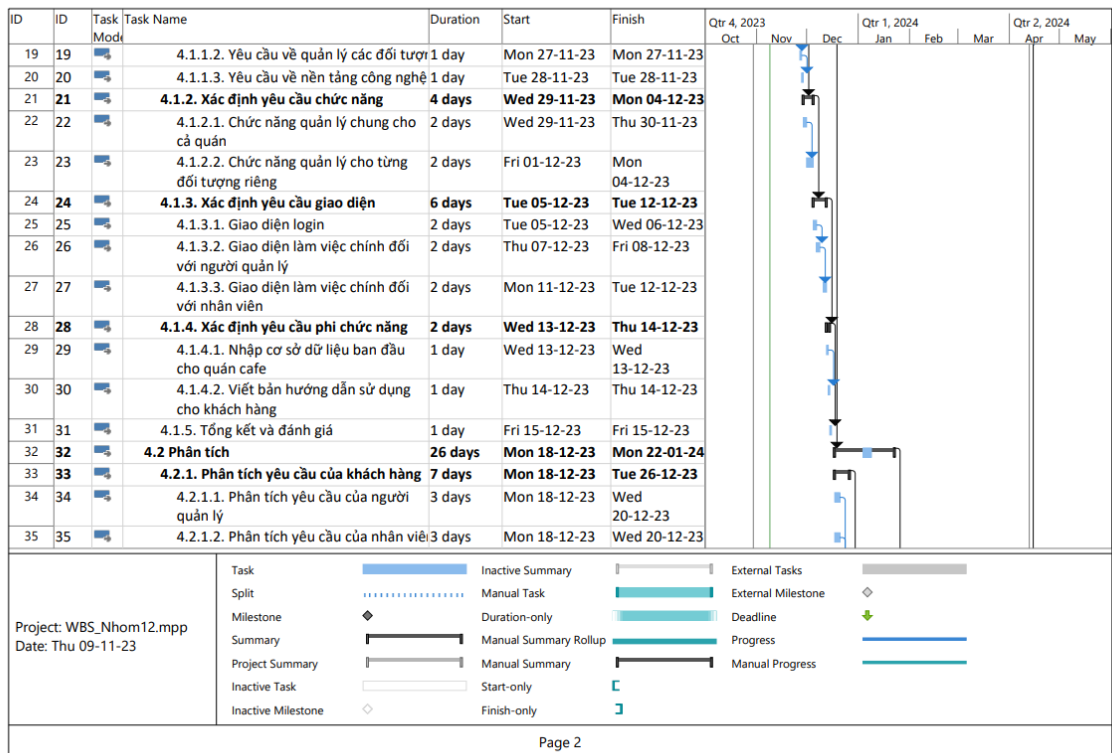 ID ID Task Mode Task Name Duration Start Finish Qtr 4, 2023 Qtr 1, 2024 Qtr 2, 2024
Oct Nov Dec Jan Feb Mar Apr May
19 19 4.1.1.2. Yêu cầu về quản lý các đối tượn 1 day Mon 27-11-23 Mon 27-11-23
20 20 4.1.1.3. Yêu cầu về nền tảng công nghệ 1 day Tue 28-11-23 Tue 28-11-23
21 21 4.1.2. Xác định yêu cầu chức năng 4 days Wed 29-11-23 Mon 04-12-23
22 22 4.1.2.1. Chức năng quản lý chung cho 2 days Wed 29-11-23 Thu 30-11-23
cả quán
23 23 4.1.2.2. Chức năng quản lý cho từng 2 days Fri 01-12-23 Mon
đối tượng riêng 04-12-23
24 24 4.1.3. Xác định yêu cầu giao diện 6 days Tue 05-12-23 Tue 12-12-23
25 25 4.1.3.1. Giao diện login 2 days Tue 05-12-23 Wed 06-12-23
26 26 4.1.3.2. Giao diện làm việc chính đối 2 days Thu 07-12-23 Fri 08-12-23
với người quản lý
27 27 4.1.3.3. Giao diện làm việc chính đối 2 days Mon 11-12-23 Tue 12-12-23
với nhân viên
28 28 4.1.4. Xác định yêu cầu phi chức năng 2 days Wed 13-12-23 Thu 14-12-23
29 29 4.1.4.1. Nhập cơ sở dữ liệu ban đầu 1 day Wed 13-12-23 Wed
cho quán cafe 13-12-23
30 30 4.1.4.2. Viết bản hướng dẫn sử dụng 1 day Thu 14-12-23 Thu 14-12-23
cho khách hàng
31 31 4.1.5. Tổng kết và đánh giá 1 day Fri 15-12-23 Fri 15-12-23
32 32 4.2 Phân tích 26 days Mon 18-12-23 Mon 22-01-24
33 33 4.2.1. Phân tích yêu cầu của khách hàng 7 days Mon 18-12-23 Tue 26-12-23
34 34 4.2.1.1. Phân tích yêu cầu của người 3 days Mon 18-12-23 Wed
quản lý 20-12-23
35 35 4.2.1.2. Phân tích yêu cầu của nhân viê 3 days Mon 18-12-23 Wed 20-12-23
Project: WBS_Nhom12.mpp
Date: Thu 09-11-23
Task Inactive Summary External Tasks
Split Manual Task External Milestone
Milestone Duration-only Deadline
Summary Manual Summary Rollup Progress
Project Summary Manual Summary Manual Progress
Inactive Task Start-only
Inactive Milestone Finish-only
Page 2